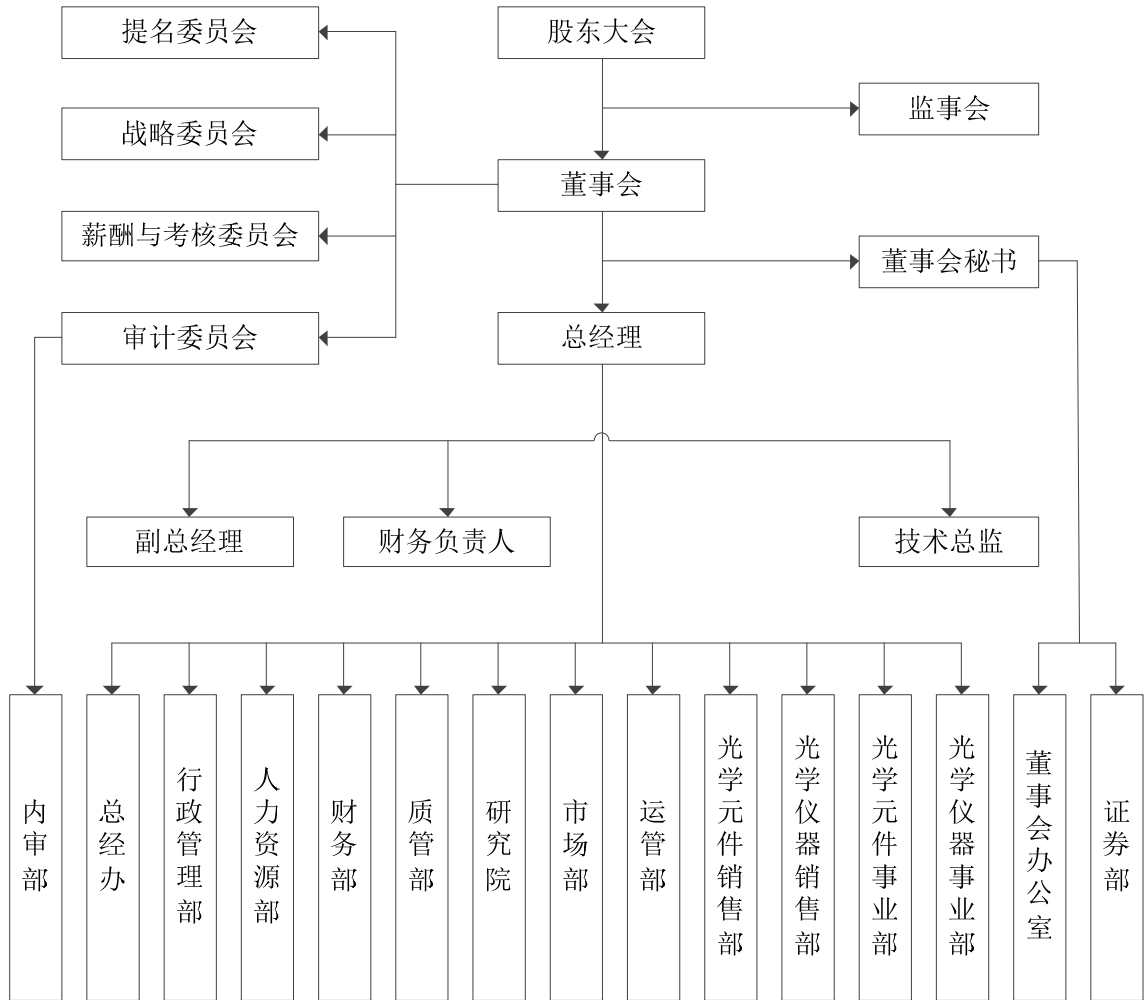 提名委员会
股东大会
监事会
战略委员会
董事会
薪酬与考核委员会
董事会秘书
审计委员会
总经理
副总经理
财务负责人
技术总监
内审部
总经办
行政管理部
人力资源部
财务部
质管部
研究院
市场部
运管部
光学元件销售部
光学仪器销售部
光学元件事业部
光学仪器事业部
董事会办公室
证券部